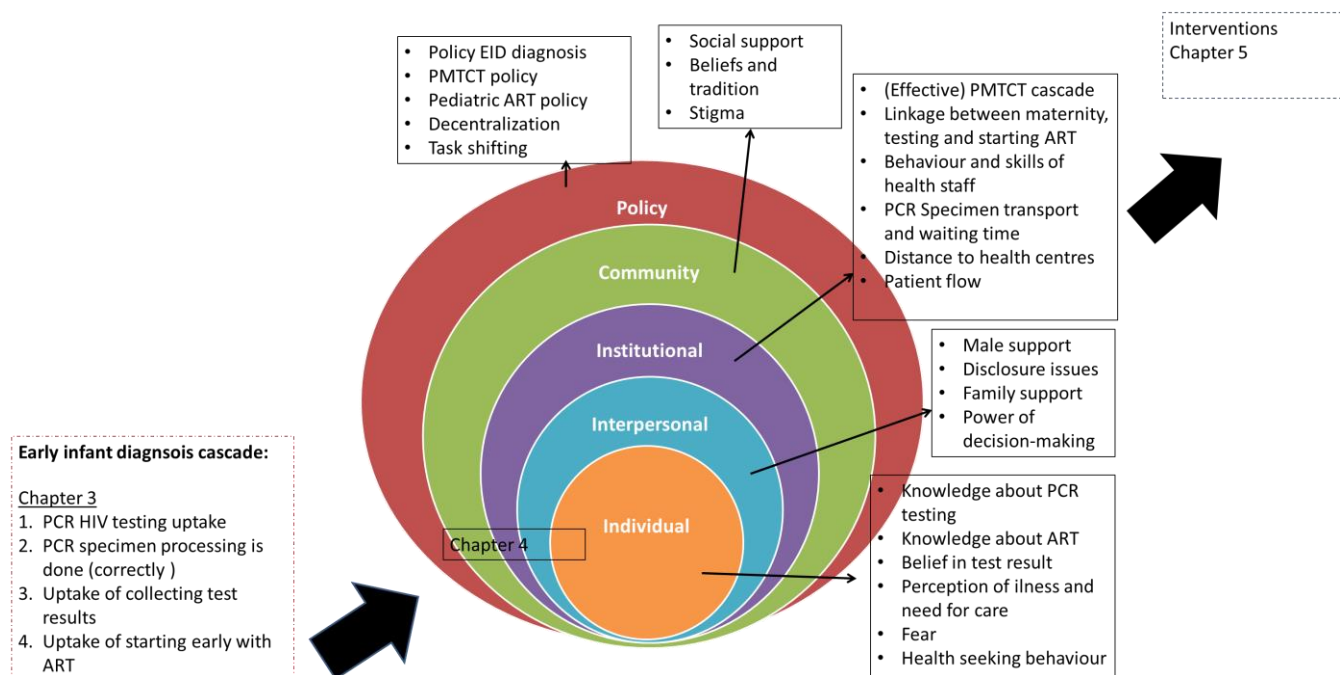 • Policy EID diagnosis
• PMTCT policy
• Pediatric ART policy
• Decentralization
• Task shifting
• Social support
• Beliefs and
tradition
• Stigma
Interventions
Chapter 5
• (Effective) PMTCT cascade
• Linkage between maternity,
testing and starting ART
• Behaviour and skills of
health staff
• PCR Specimen transport
and waiting time
• Distance to health centres
• Patient flow
Policy
Community
Institutional
Interpersonal
Individual
Chapter 4
• Male support
• Disclosure issues
• Family support
• Power of
decision-making
• Knowledge about PCR
testing
• Knowledge about ART
• Belief in test result
• Perception of ilness and
need for care
• Fear
• Health seeking behaviour
Early infant diagnsois cascade:
Chapter 3
1. PCR HIV testing uptake
2. PCR specimen processing is
done (correctly )
3. Uptake of collecting test
results
4. Uptake of starting early with
ART